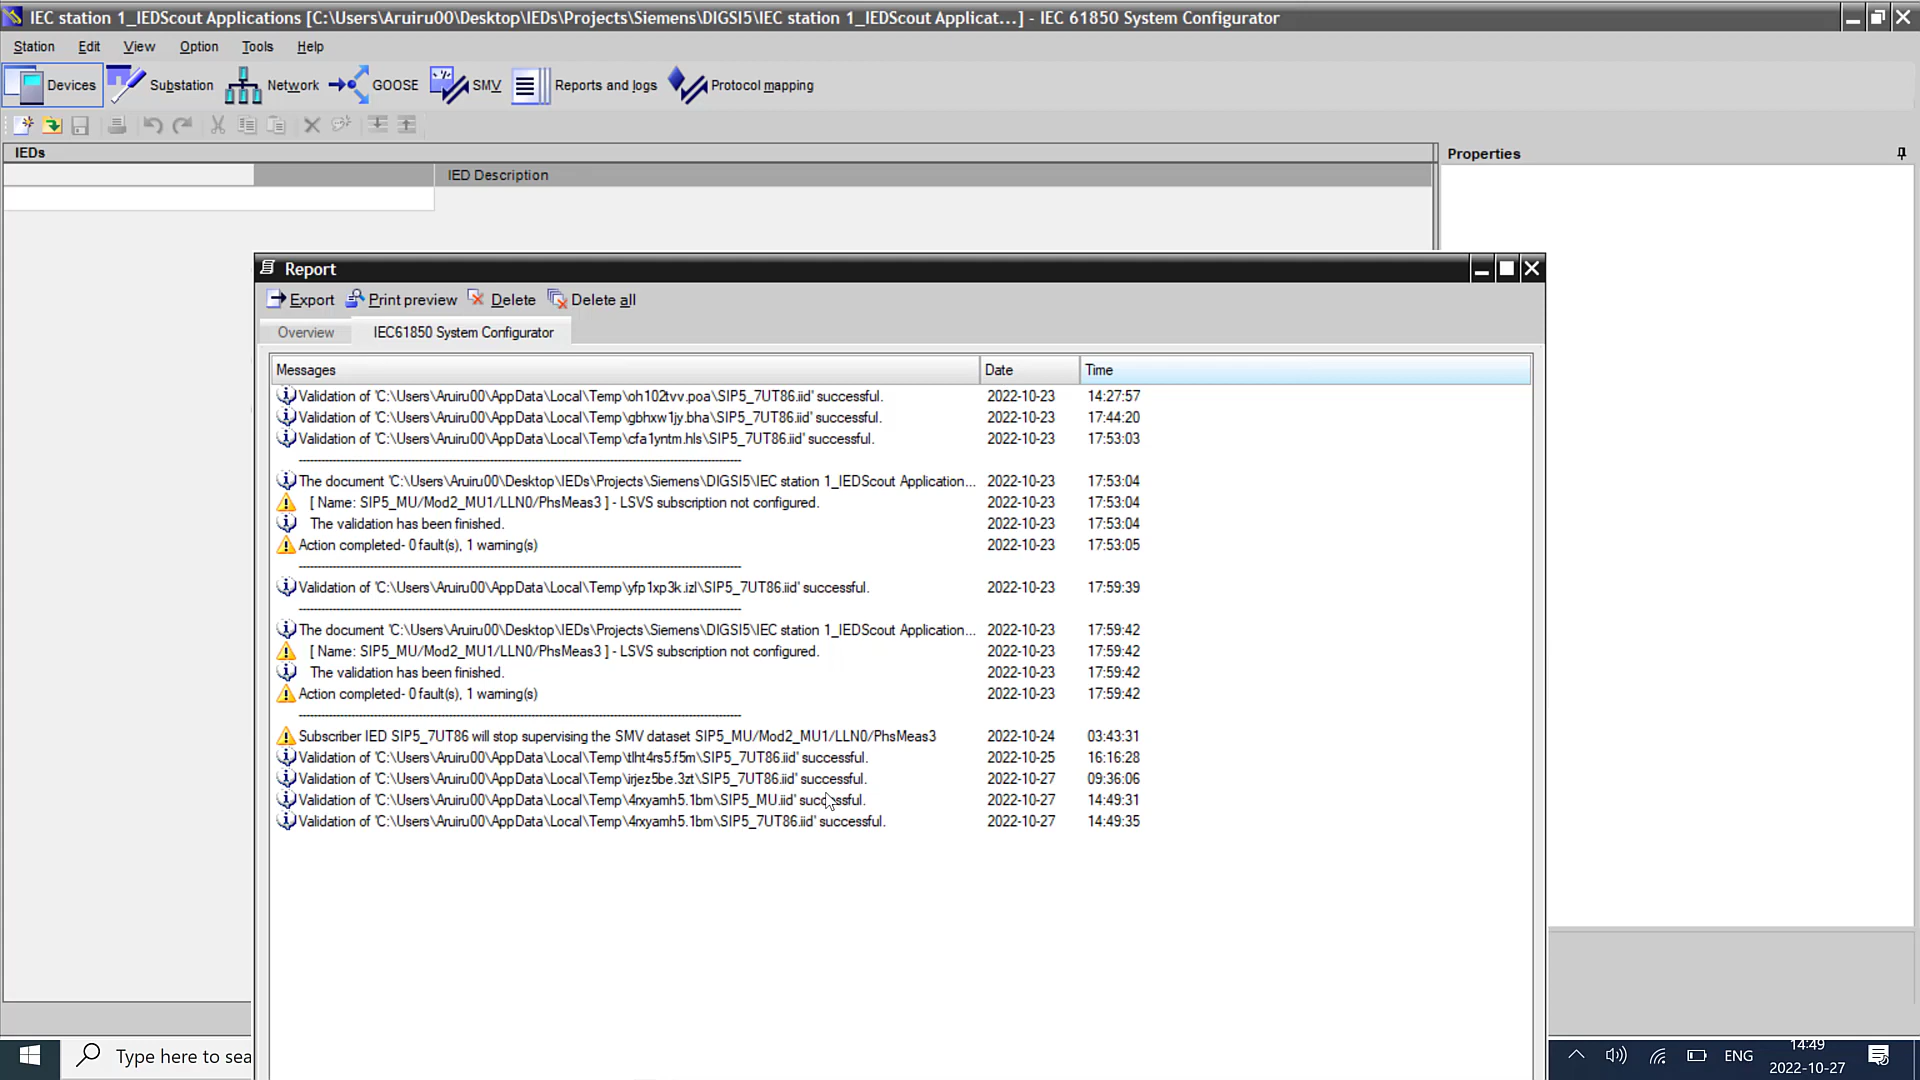 IEC station 1_IEDScout Applications [C:\Users\Aruiru00\Desktop\IEDs\Projects\Siemens\DIGSI5\IEC station 1_IEDScout Applicat...] - IEC 61850 System Configurator
Station Edit View Option Tools Help
Devices Substation Network GOOSE SMV Reports and logs Protocol mapping
IEDs
Properties
IED Description
Report
Export Print preview Delete Delete all
Overview IEC61850 System Configurator
Messages Date Time
Validation of 'C:\Users\Aruiru00\AppData\Local\Temp\oh102tvv.poa\SIP5_7UT86.iid' successful. 2022-10-23 14:27:57
Validation of 'C:\Users\Aruiru00\AppData\Local\Temp\gbhxw1jy.bha\SIP5_7UT86.iid' successful. 2022-10-23 17:44:20
Validation of 'C:\Users\Aruiru00\AppData\Local\Temp\cfa1yntm.hls\SIP5_7UT86.iid' successful. 2022-10-23 17:53:03
The document 'C:\Users\Aruiru00\Desktop\IEDs\Projects\Siemens\DIGSI5\IEC station 1_IEDScout Application... 2022-10-23 17:53:04
[ Name: SIP5_MU/Mod2_MU1/LLN0/PhsMeas3 ] - LSVS subscription not configured. 2022-10-23 17:53:04
The validation has been finished. 2022-10-23 17:53:04
Action completed- 0 fault(s), 1 warning(s) 2022-10-23 17:53:05
Validation of 'C:\Users\Aruiru00\AppData\Local\Temp\yfp1xp3k.izl\SIP5_7UT86.iid' successful. 2022-10-23 17:59:39
The document 'C:\Users\Aruiru00\Desktop\IEDs\Projects\Siemens\DIGSI5\IEC station 1_IEDScout Application... 2022-10-23 17:59:42
[ Name: SIP5_MU/Mod2_MU1/LLN0/PhsMeas3 ] - LSVS subscription not configured. 2022-10-23 17:59:42
The validation has been finished. 2022-10-23 17:59:42
Action completed- 0 fault(s), 1 warning(s) 2022-10-23 17:59:42
Subscriber IED SIP5_7UT86 will stop supervising the SMV dataset SIP5_MU/Mod2_MU1/LLN0/PhsMeas3 2022-10-24 03:43:31
Validation of 'C:\Users\Aruiru00\AppData\Local\Temp\tlht4rs5.f5m\SIP5_7UT86.iid' successful. 2022-10-25 16:16:28
Validation of 'C:\Users\Aruiru00\AppData\Local\Temp\irjez5be.3zt\SIP5_7UT86.iid' successful. 2022-10-27 09:36:06
Validation of 'C:\Users\Aruiru00\AppData\Local\Temp\4rxyamh5.1bm\SIP5_MU.iid' successful. 2022-10-27 14:49:31
Validation of 'C:\Users\Aruiru00\AppData\Local\Temp\4rxyamh5.1bm\SIP5_7UT86.iid' successful. 2022-10-27 14:49:35
Type here to sea
ENG
14:49
2022-10-27